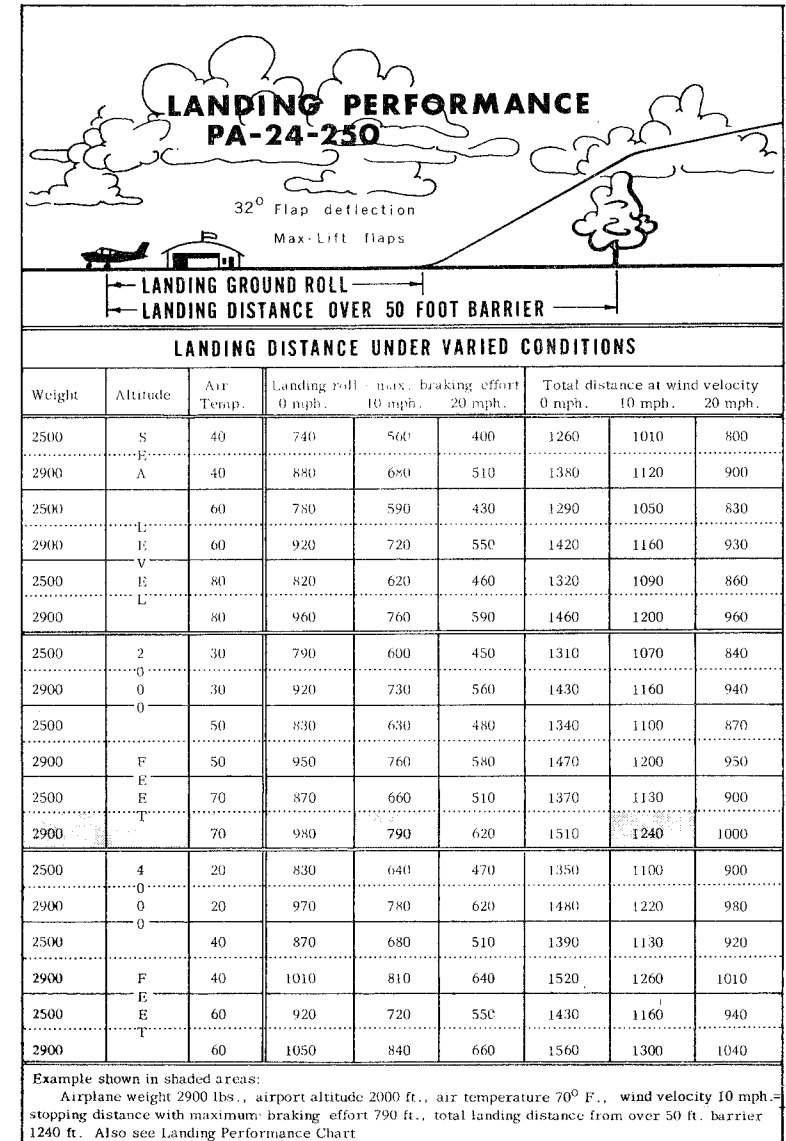 LANDING PERFORMANCE
PA-24-250
32° Flap deflection
Max-Lift flaps
LANDING GROUND ROLL
LANDING DISTANCE OVER 50 FOOT BARRIER
LANDING DISTANCE UNDER VARIED CONDITIONS
Weight Altitude Air Temp. Landing roll - max. braking effort Total distance at wind velocity
0 mph. 10 mph. 20 mph. 0 mph. 10 mph. 20 mph.
SEA LEVEL
2500 40 740 560 400 1260 1010 800
2900 40 880 680 510 1380 1120 900
2500 60 780 590 430 1290 1050 830
2900 60 920 720 550 1420 1160 930
2500 80 820 620 460 1320 1090 860
2900 80 960 760 590 1460 1200 960
2000 FEET
2500 30 790 600 450 1310 1070 840
2900 30 920 730 560 1430 1160 940
2500 50 830 630 480 1340 1100 870
2900 50 950 760 580 1470 1200 950
2500 70 870 660 510 1370 1130 900
2900 70 980 790 620 1510 1240 1000
4000 FEET
2500 20 830 640 470 1350 1100 900
2900 20 970 780 620 1480 1220 980
2500 40 870 680 510 1390 1130 920
2900 40 1010 810 640 1520 1260 1010
2500 60 920 720 550 1430 1160 940
2900 60 1050 840 660 1560 1300 1040
Example shown in shaded areas:
Airplane weight 2900 lbs., airport altitude 2000 ft., air temperature 70° F., wind velocity 10 mph.=
stopping distance with maximum braking effort 790 ft., total landing distance from over 50 ft. barrier
1240 ft. Also see Landing Performance Chart